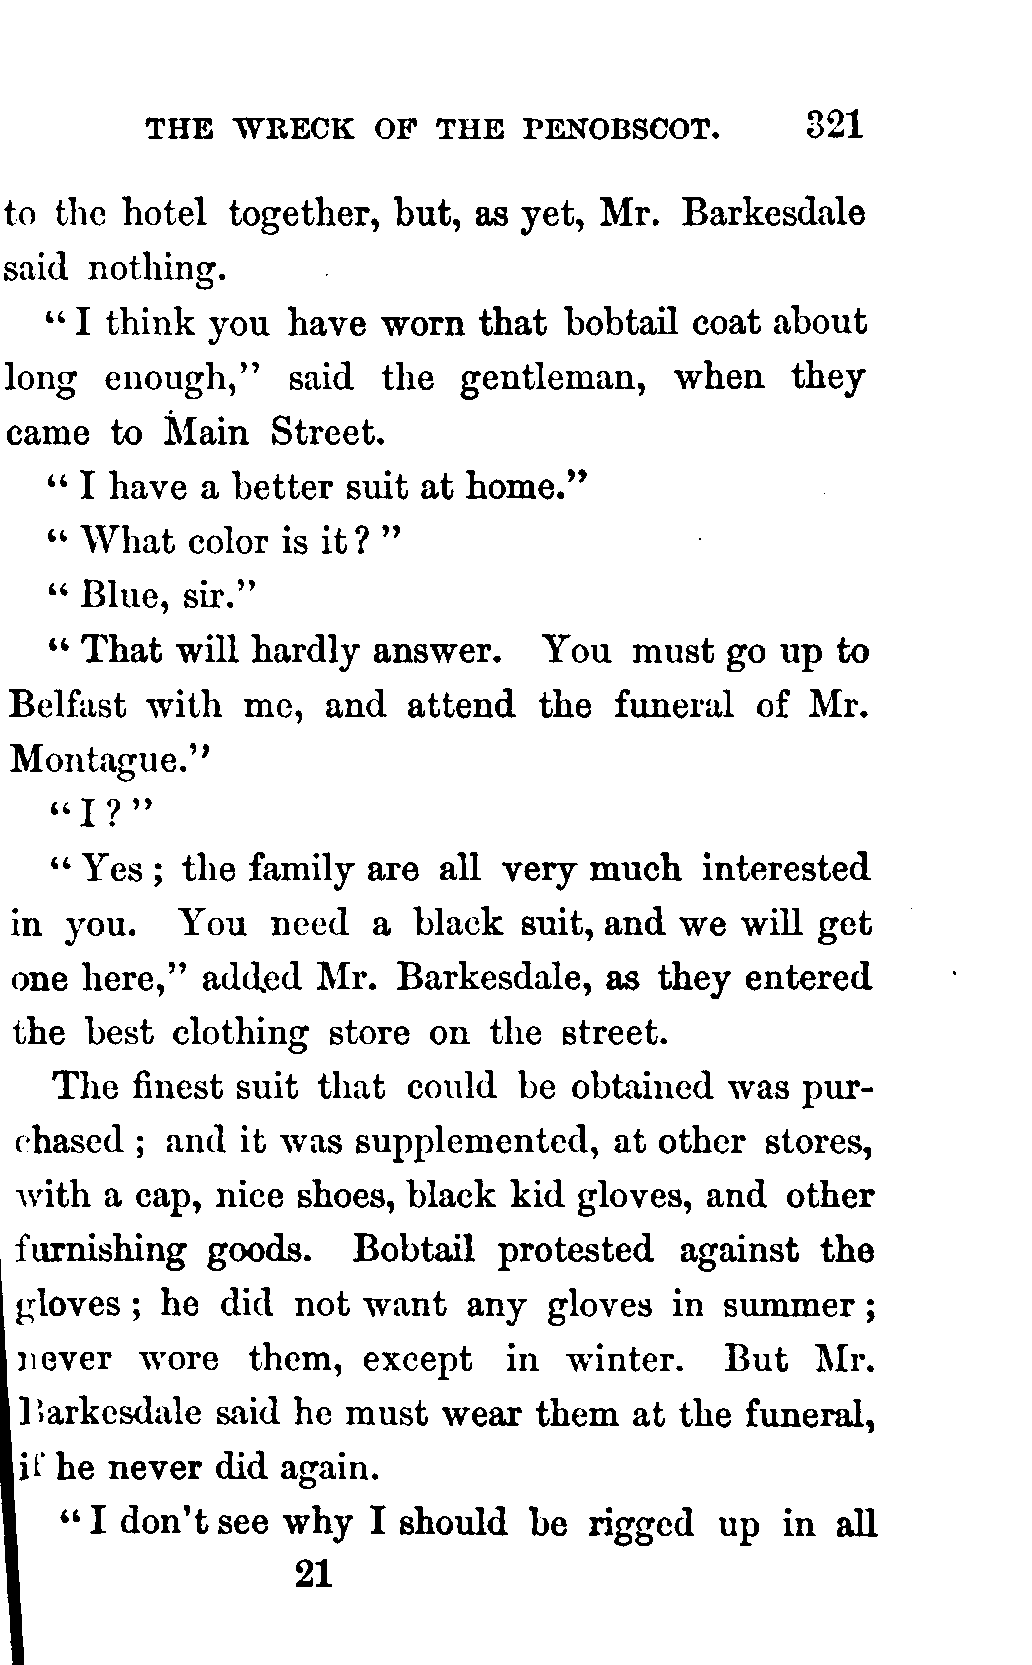 THE WRECK OF THE PENOBSCOT. 321
to the hotel together, but, as yet, Mr. Barkesdale
said nothing.
“I think you have worn that bobtail coat about
long enough,” said the gentleman, when they
came to Main Street.
“I have a better suit at home.”
“What color is it?”
“Blue, sir.”
“That will hardly answer. You must go up to
Belfast with me, and attend the funeral of Mr.
Montague.”
“I?”
“Yes; the family are all very much interested
in you. You need a black suit, and we will get
one here,” added Mr. Barkesdale, as they entered
the best clothing store on the street.
The finest suit that could be obtained was pur-
chased; and it was supplemented, at other stores,
with a cap, nice shoes, black kid gloves, and other
furnishing goods. Bobtail protested against the
gloves; he did not want any gloves in summer;
never wore them, except in winter. But Mr.
Barkesdale said he must wear them at the funeral,
if he never did again.
“I don't see why I should be rigged up in all
21